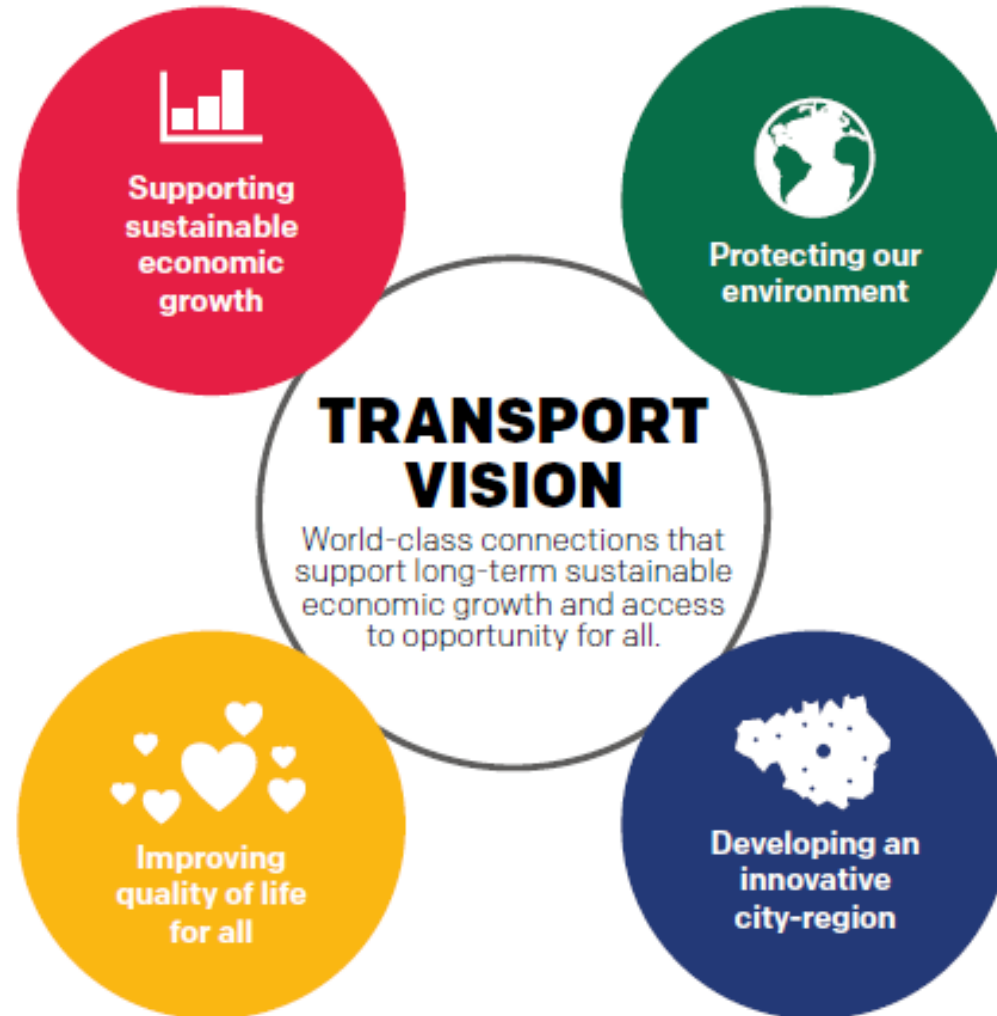 Supporting
sustainable
economic
growth
Protecting our
environment
TRANSPORT
VISION
World-class connections that
support long-term sustainable
economic growth and access
to opportunity for all.
Improving
quality of life
for all
Developing an
innovative
city-region